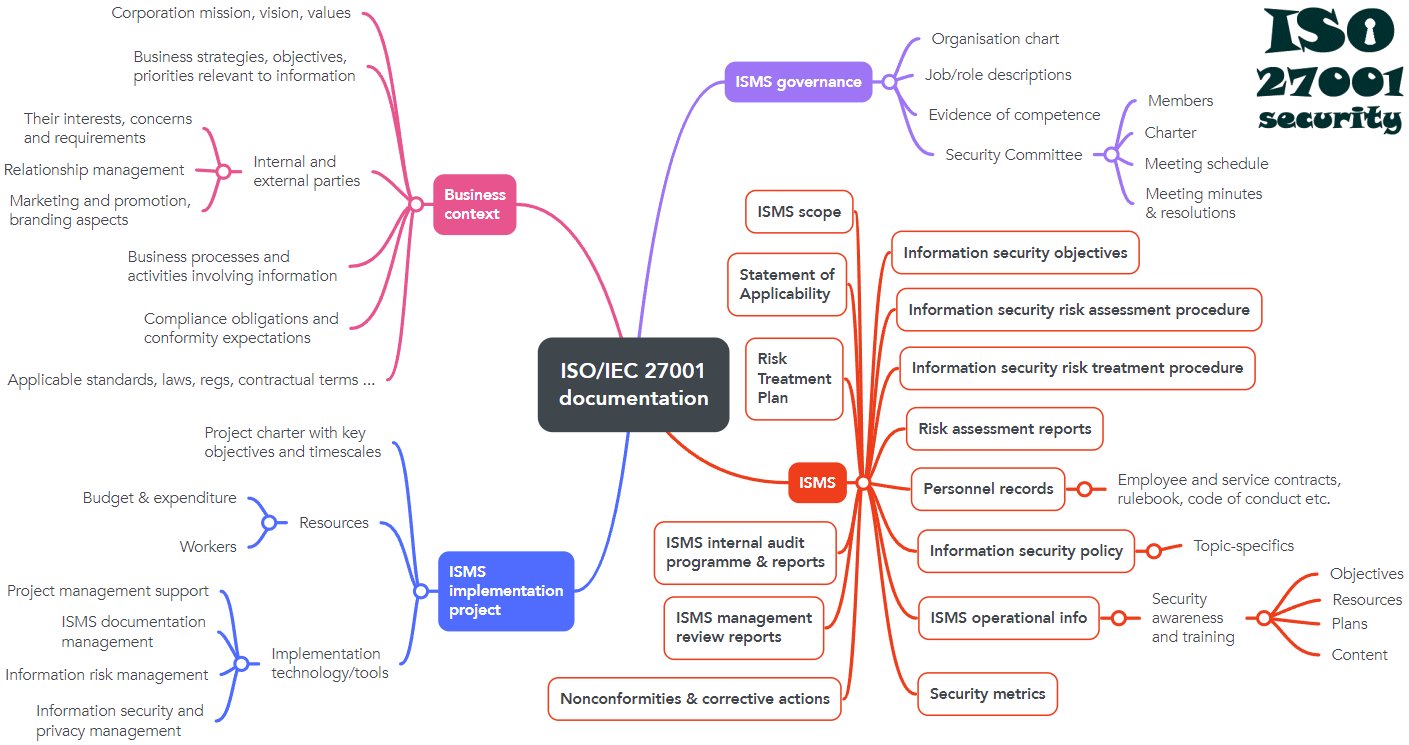 Corporation mission, vision, values
Business strategies, objectives,
priorities relevant to information
Their interests, concerns
and requirements
Relationship management
Marketing and promotion,
branding aspects
Internal and
external parties
Business processes and
activities involving information
Compliance obligations and
conformity expectations
Applicable standards, laws, regs, contractual terms ...
Business
context
Project charter with key
objectives and timescales
Budget & expenditure
Workers
Resources
Project management support
ISMS documentation
management
Information risk management
Information security and
privacy management
Implementation
technology/tools
ISMS
implementation
project
ISO/IEC 27001
documentation
ISMS governance
Organisation chart
Job/role descriptions
Evidence of competence
Security Committee
Members
Charter
Meeting schedule
Meeting minutes
& resolutions
ISO
27001
security
ISMS
ISMS scope
Statement of
Applicability
Risk
Treatment
Plan
ISMS internal audit
programme & reports
ISMS management
review reports
Nonconformities & corrective actions
Information security objectives
Information security risk assessment procedure
Information security risk treatment procedure
Risk assessment reports
Personnel records
Employee and service contracts,
rulebook, code of conduct etc.
Information security policy
Topic-specifics
ISMS operational info
Security
awareness
and training
Objectives
Resources
Plans
Content
Security metrics